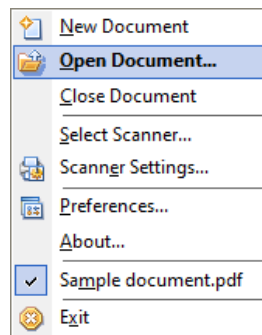 New Document
Open Document...
Close Document
Select Scanner...
Scanner Settings...
Preferences...
About...
Sample document.pdf
Exit